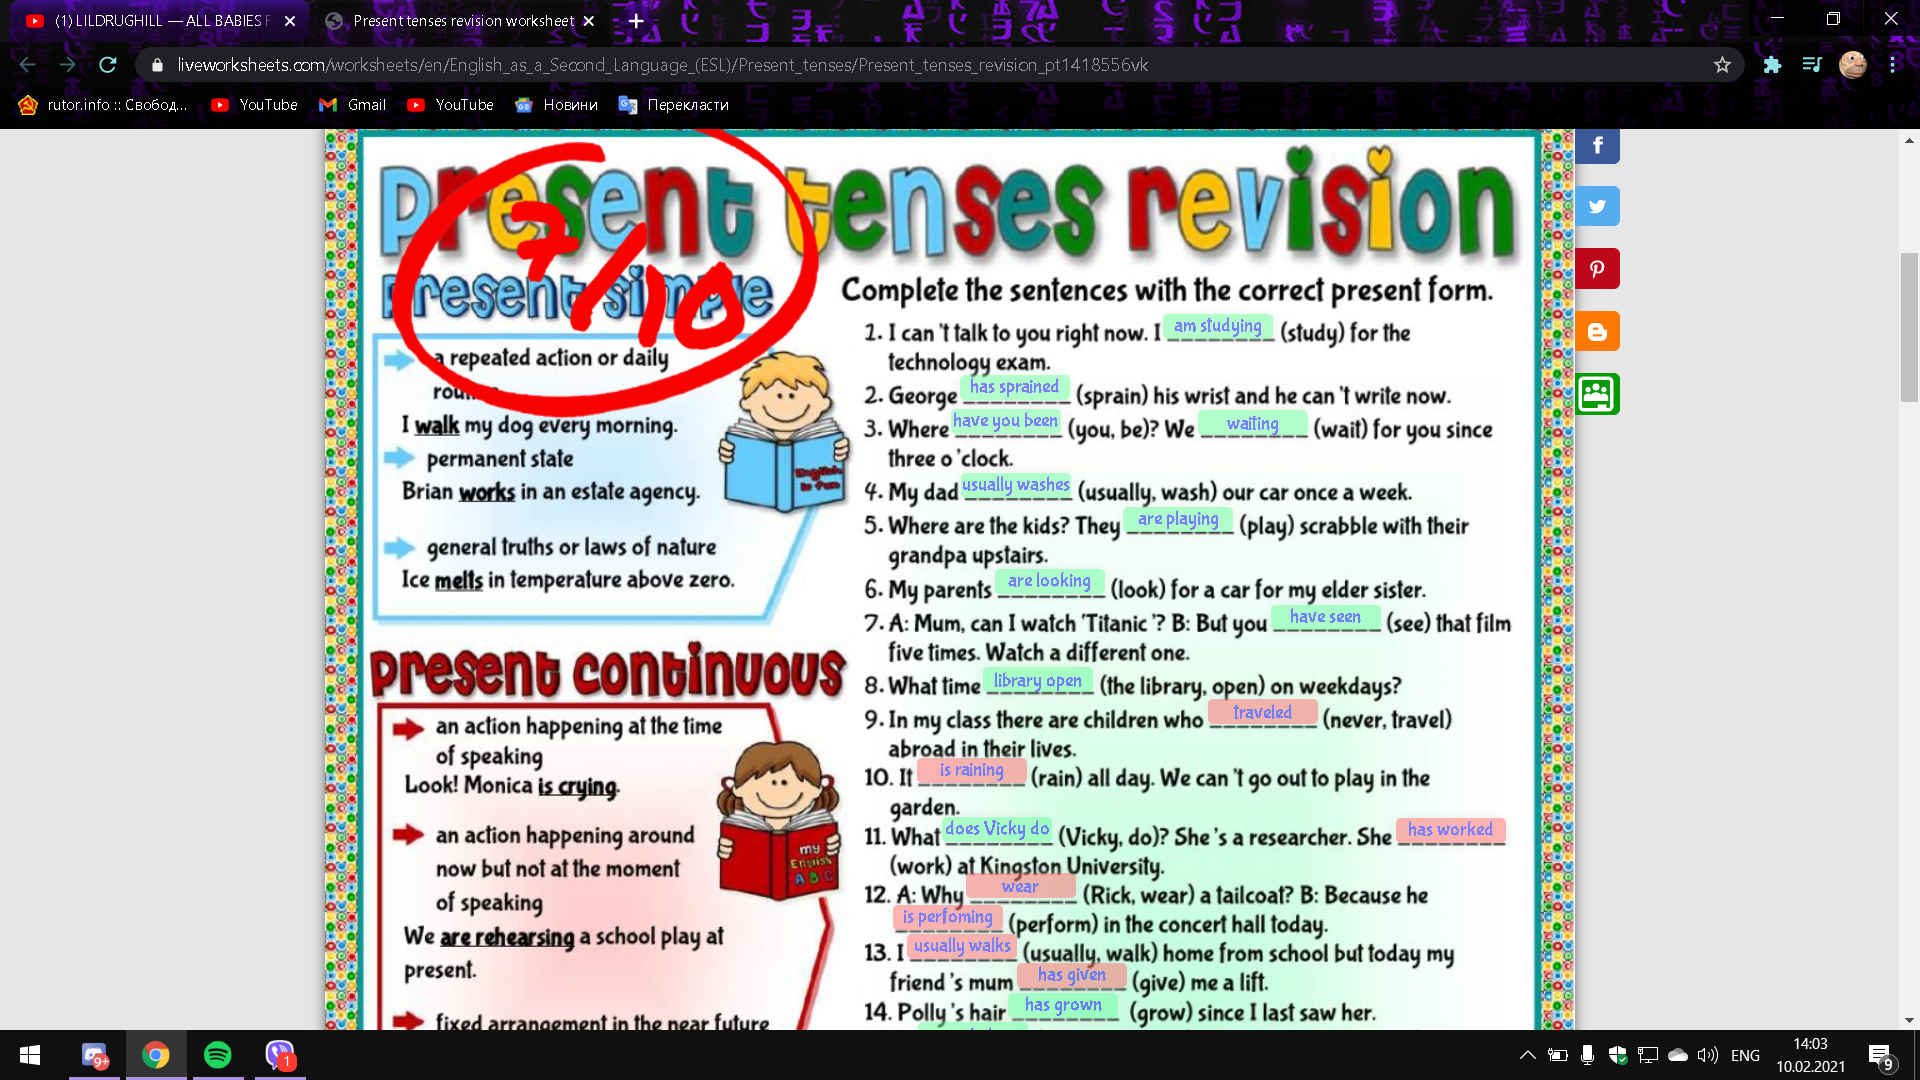 (1) LILDRUGHILL — ALL BABIES F
Present tenses revision worksheet
liveworksheets.com/worksheets/en/English_as_a_Second_Language_(ESL)/Present_tenses/Present_tenses_revision_pt1418556vk
rutor.info :: Свобод... YouTube Gmail YouTube Новини Перекласти
present tenses revision
7/10
present simple
a repeated action or daily
I walk my dog every morning.
permanent state
Brian works in an estate agency.
general truths or laws of nature
Ice melts in temperature above zero.
English is Fun
present continuous
an action happening at the time
of speaking
Look! Monica is crying.
an action happening around
now but not at the moment
of speaking
We are rehearsing a school play at
present.
my English ABC
fixed arrangement in the near future
Complete the sentences with the correct present form.
1. I can't talk to you right now. I am studying (study) for the
technology exam.
2. George has sprained (sprain) his wrist and he can't write now.
3. Where have you been (you, be)? We waiting (wait) for you since
three o'clock.
4. My dad usually washes (usually, wash) our car once a week.
5. Where are the kids? They are playing (play) scrabble with their
grandpa upstairs.
6. My parents are looking (look) for a car for my elder sister.
7. A: Mum, can I watch 'Titanic'? B: But you have seen (see) that film
five times. Watch a different one.
8. What time library open (the library, open) on weekdays?
9. In my class there are children who traveled (never, travel)
abroad in their lives.
10. It is raining (rain) all day. We can't go out to play in the
garden.
11. What does Vicky do (Vicky, do)? She's a researcher. She has worked
(work) at Kingston University.
12. A: Why wear (Rick, wear) a tailcoat? B: Because he
is perfoming (perform) in the concert hall today.
13. I usually walks (usually, walk) home from school but today my
friend's mum has given (give) me a lift.
14. Polly's hair has grown (grow) since I last saw her.
9+
1
ENG
14:03
10.02.2021
9